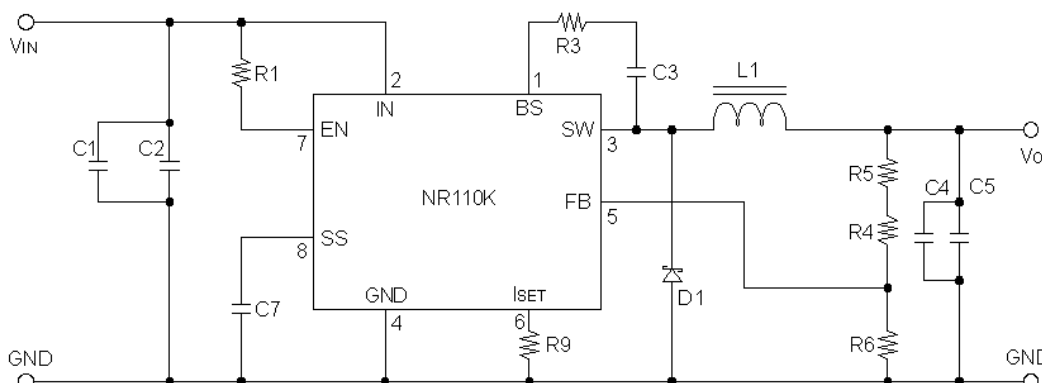 VIN
R1
R3
C3
L1
2
IN
1
BS
7
EN
SW
3
C1
C2
NR110K
FB
5
R5
R4
C4
C5
Vo
8
SS
C7
GND
4
ISET
6
R9
D1
R6
GND
GND